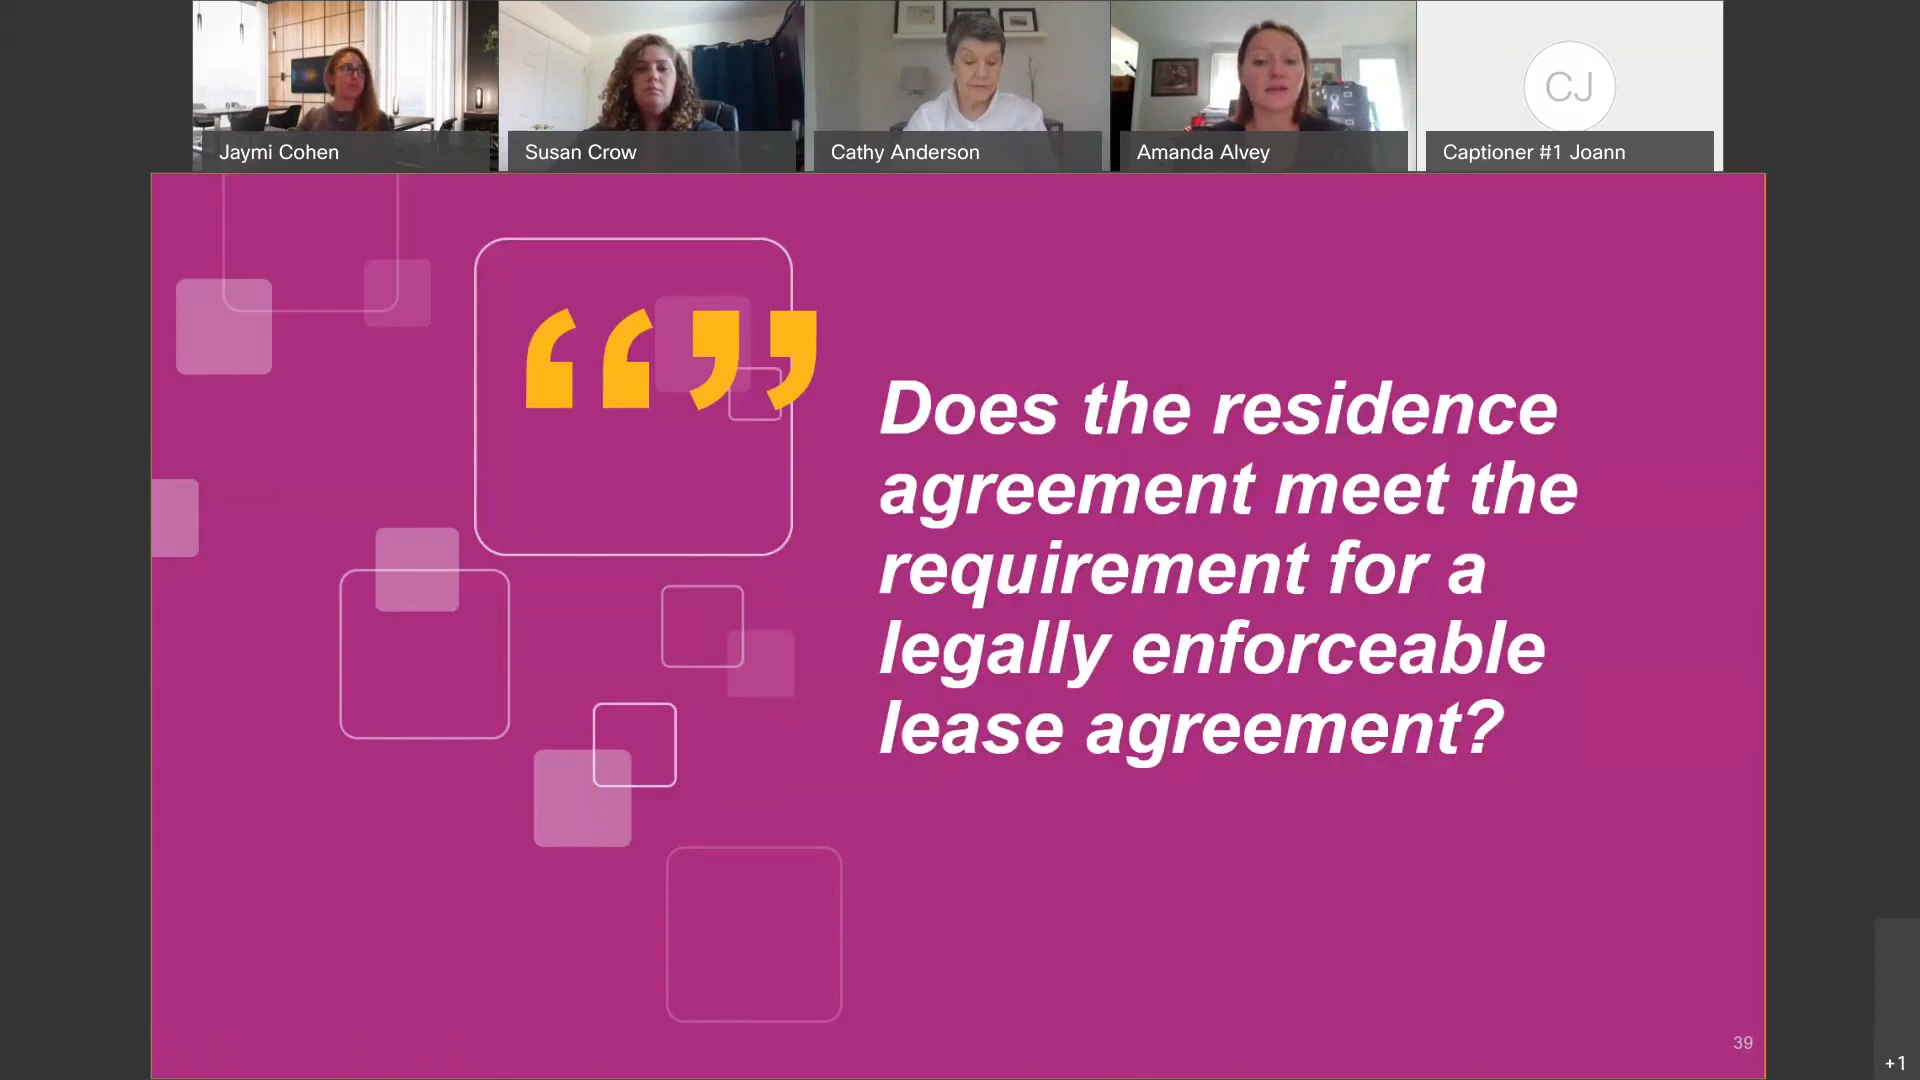 Jaymi Cohen
Susan Crow
Cathy Anderson
Amanda Alvey
CJ
Captioner #1 Joann
“ ”
Does the residence
agreement meet the
requirement for a
legally enforceable
lease agreement?
39
+1